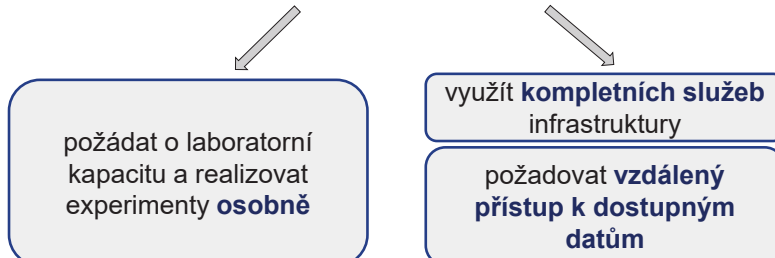 požádat o laboratorní
kapacitu a realizovat
experimenty osobně
využít kompletních služeb
infrastruktury
požadovat vzdálený
přístup k dostupným
datům